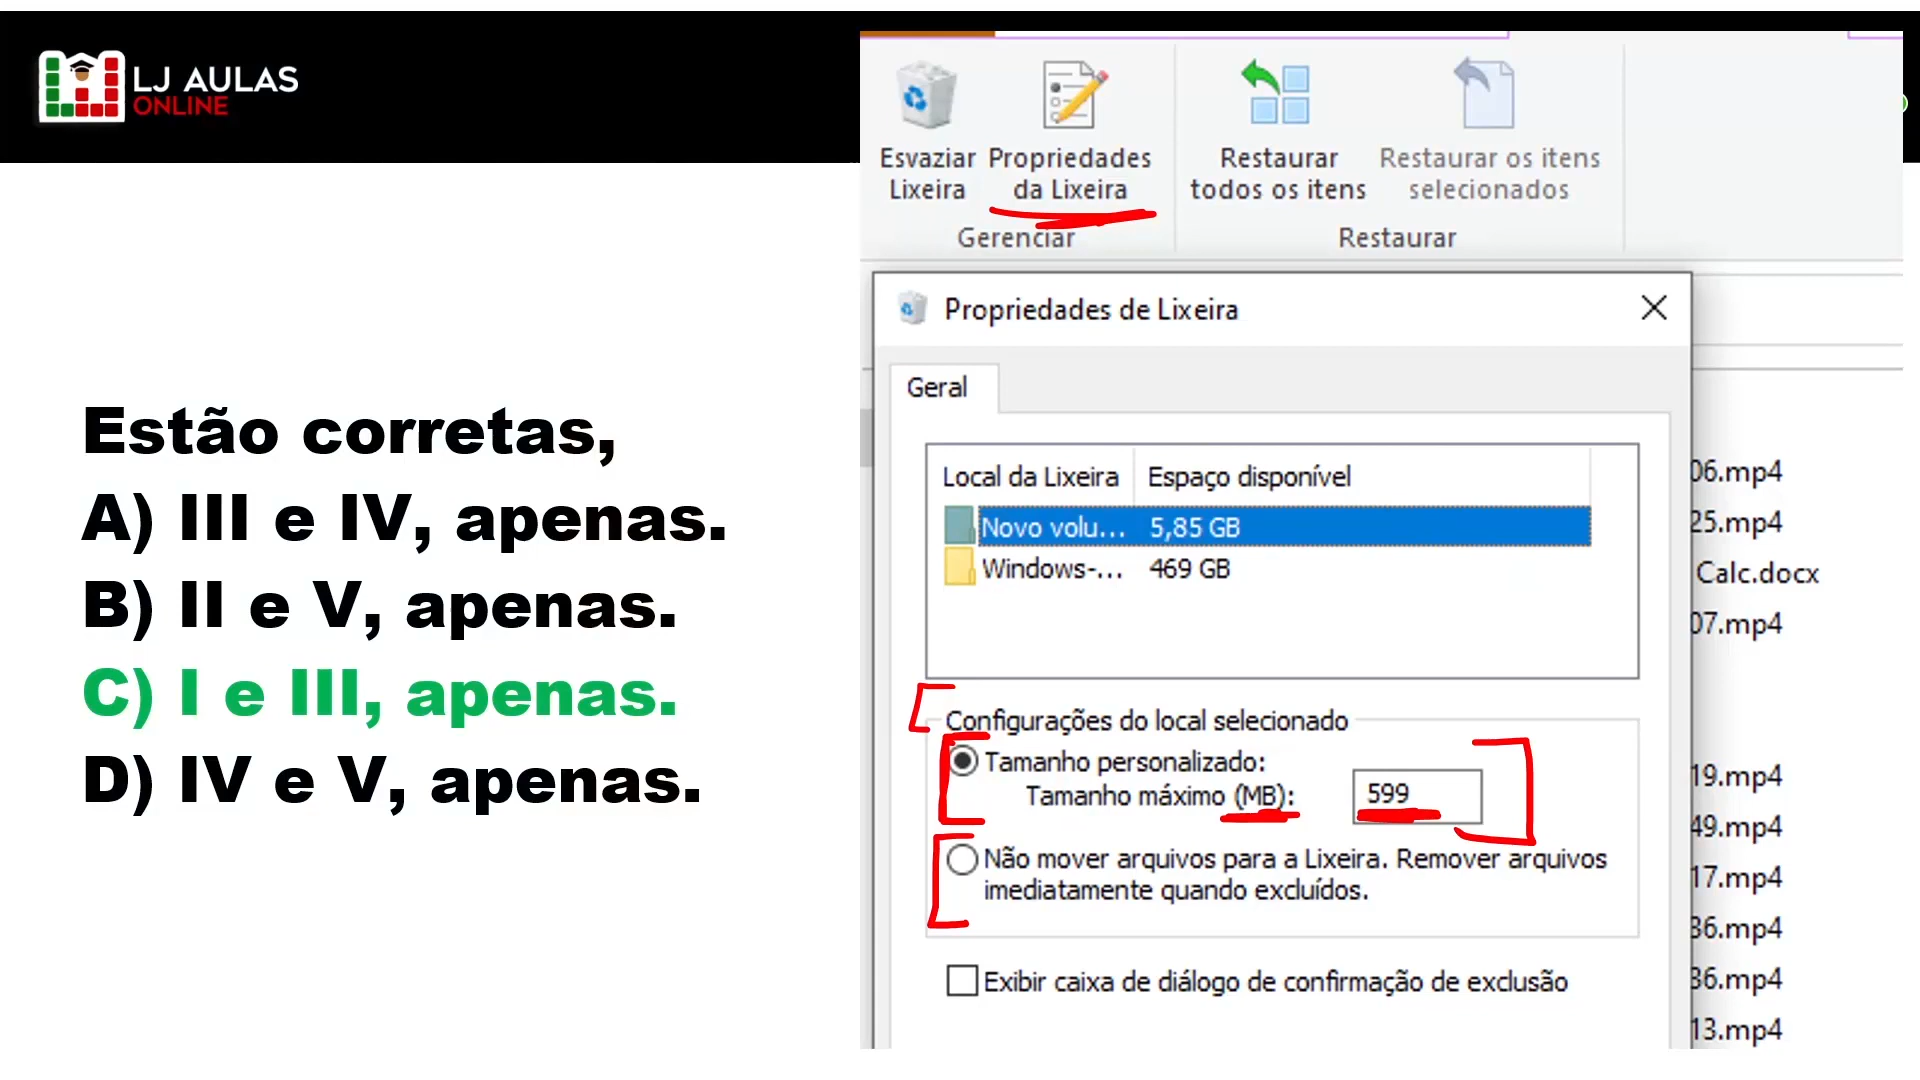 LJ AULAS
ONLINE
Estão corretas,
A) III e IV, apenas.
B) II e V, apenas.
C) I e III, apenas.
D) IV e V, apenas.
Esvaziar Lixeira
Propriedades da Lixeira
Restaurar todos os itens
Restaurar os itens selecionados
Gerenciar
Restaurar
Propriedades de Lixeira
Geral
Local da Lixeira Espaço disponível
Novo volu... 5,85 GB
Windows-... 469 GB
Configurações do local selecionado
Tamanho personalizado:
Tamanho máximo (MB): 599
Não mover arquivos para a Lixeira. Remover arquivos
imediatamente quando excluídos.
Exibir caixa de diálogo de confirmação de exclusão
06.mp4
25.mp4
Calc.docx
07.mp4
19.mp4
49.mp4
17.mp4
36.mp4
36.mp4
13.mp4